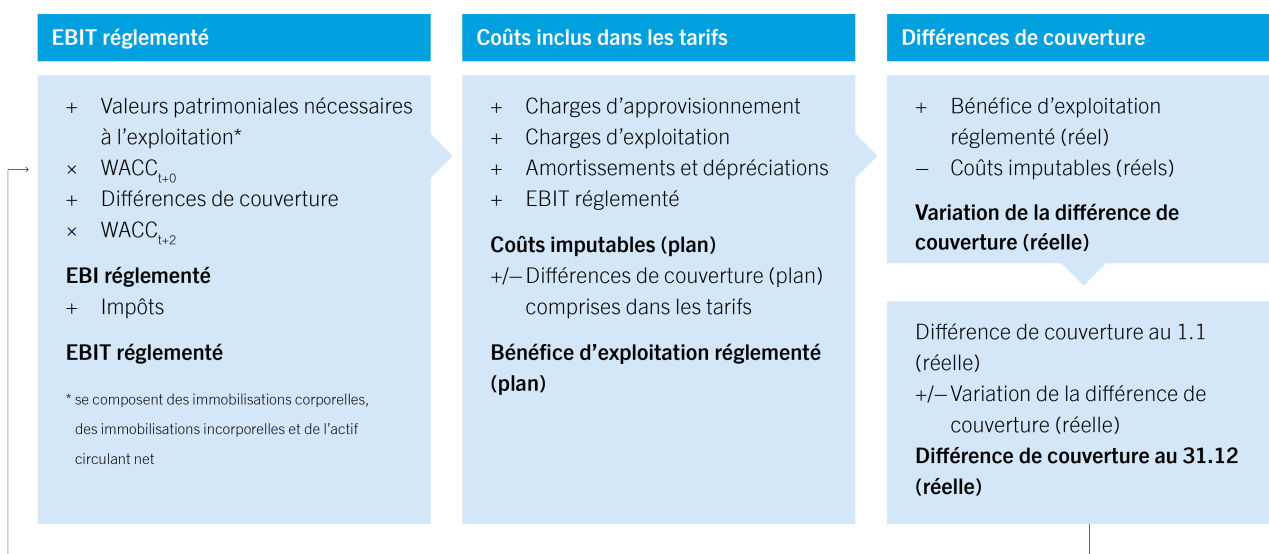 EBIT réglementé
+ Valeurs patrimoniales nécessaires
à l’exploitation*
× WACCt+0
+ Différences de couverture
× WACCt+2
EBI réglementé
+ Impôts
EBIT réglementé
* se composent des immobilisations corporelles,
des immobilisations incorporelles et de l’actif
circulant net
Coûts inclus dans les tarifs
+ Charges d’approvisionnement
+ Charges d’exploitation
+ Amortissements et dépréciations
+ EBIT réglementé
Coûts imputables (plan)
+/– Différences de couverture (plan)
comprises dans les tarifs
Bénéfice d’exploitation réglementé
(plan)
Différences de couverture
+ Bénéfice d’exploitation
réglementé (réel)
– Coûts imputables (réels)
Variation de la différence de
couverture (réelle)
Différence de couverture au 1.1
(réelle)
+/– Variation de la différence de
couverture (réelle)
Différence de couverture au 31.12
(réelle)